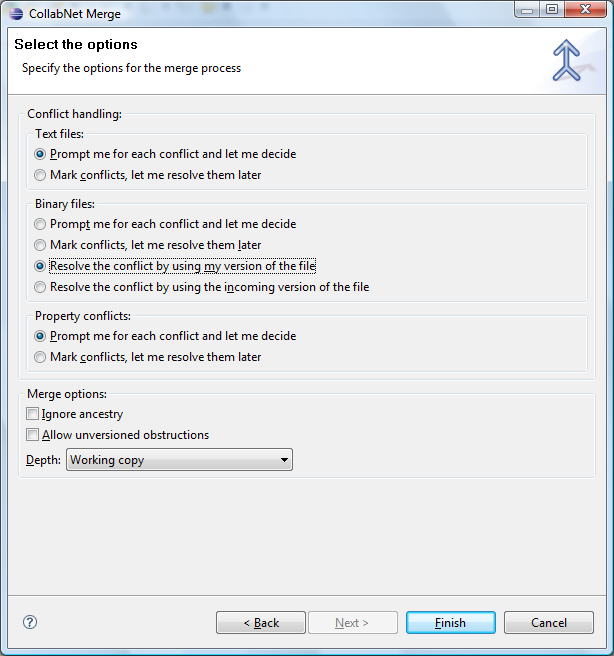 CollabNet Merge
Select the options
Specify the options for the merge process
Conflict handling:
Text files:
Prompt me for each conflict and let me decide
Mark conflicts, let me resolve them later
Binary files:
Prompt me for each conflict and let me decide
Mark conflicts, let me resolve them later
Resolve the conflict by using my version of the file
Resolve the conflict by using the incoming version of the file
Property conflicts:
Prompt me for each conflict and let me decide
Mark conflicts, let me resolve them later
Merge options:
Ignore ancestry
Allow unversioned obstructions
Depth: Working copy
? < Back Next > Finish Cancel